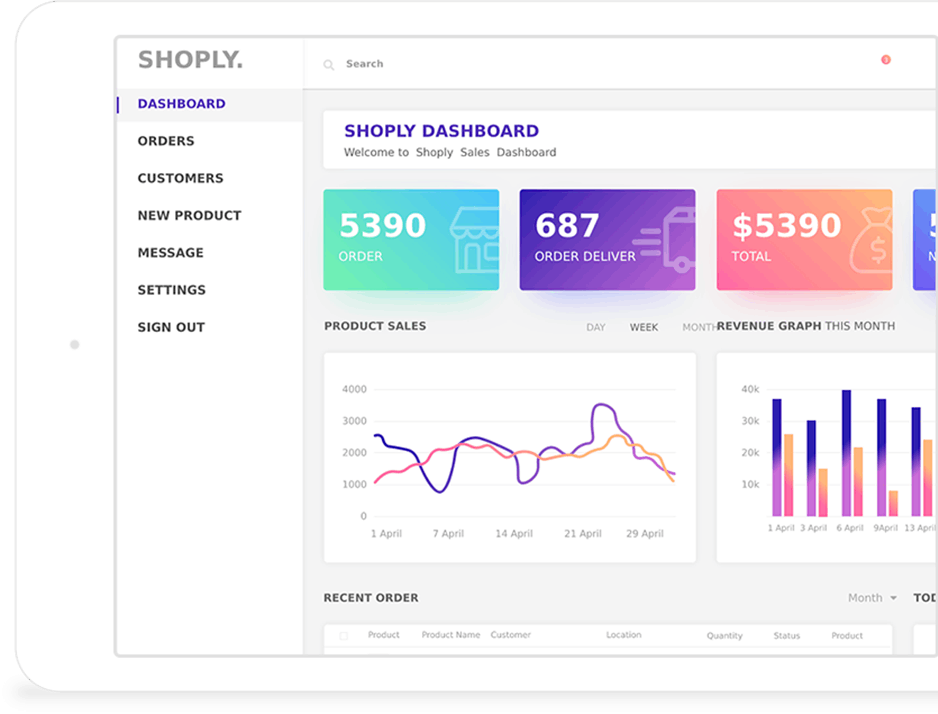 SHOPLY.
Search
DASHBOARD
ORDERS
CUSTOMERS
NEW PRODUCT
MESSAGE
SETTINGS
SIGN OUT
SHOPLY DASHBOARD
Welcome to Shoply Sales Dashboard
5390
ORDER
687
ORDER DELIVER
$5390
TOTAL
PRODUCT SALES
DAY WEEK MONTH
REVENUE GRAPH THIS MONTH
4000
3000
2000
1000
0
1 April 7 April 14 April 21 April 29 April
40k
30k
20k
10k
1 April 3 April 6 April 9April 13 April
RECENT ORDER
Month
Product Product Name Customer Location Quantity Status Product